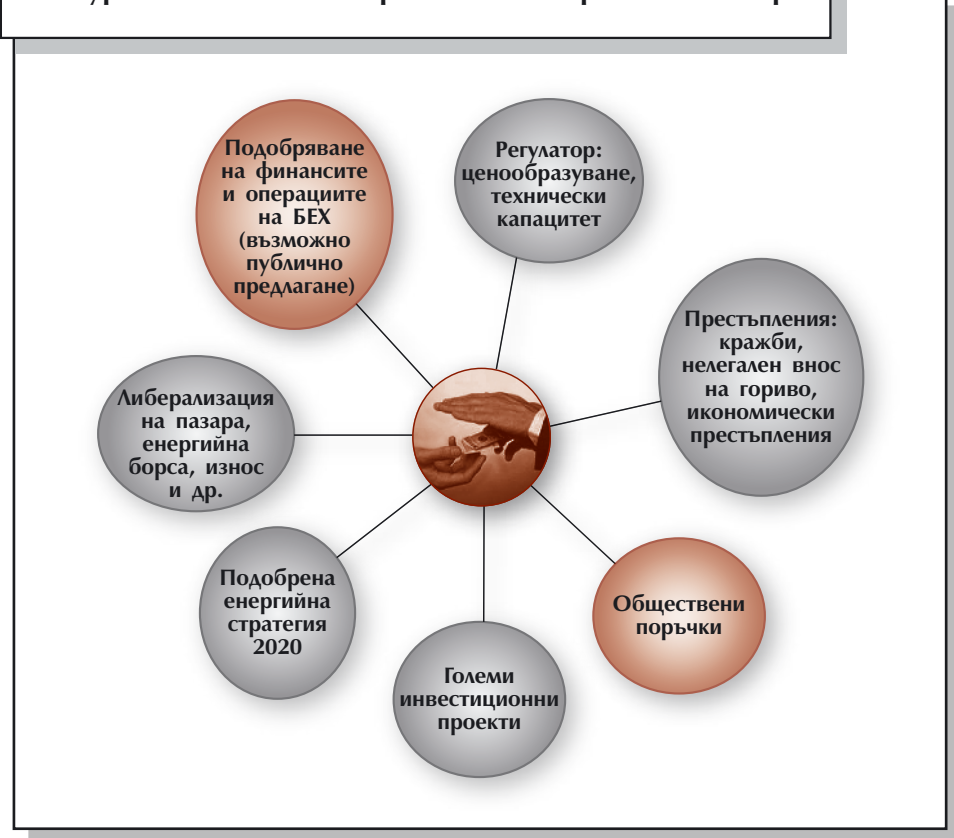 Подобряване
на финансите
и операциите
на БЕХ
(възможно
публично
предлагане)
Регулатор:
ценообразуване,
технически
капацитет
Престъпления:
кражби,
нелегален внос
на гориво,
икономически
престъпления
Либерализация
на пазара,
енергийна
борса, износ
и др.
Подобрена
енергийна
стратегия
2020
Големи
инвестиционни
проекти
Обществени
поръчки